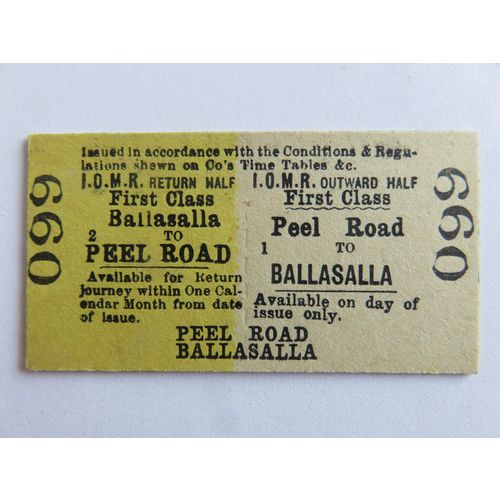 Issued in accordance with the Conditions & Regu-
lations shewn on Co's Time Tables &c.
I.O.M.R. RETURN HALF
First Class
Ballasalla
2 TO
PEEL ROAD
Available for Return
journey within One Cal-
endar Month from date
of issue.
I.O.M.R. OUTWARD HALF
First Class
Peel Road
1 TO
BALLASALLA
Available on day of
issue only.
PEEL ROAD
BALLASALLA
099
099